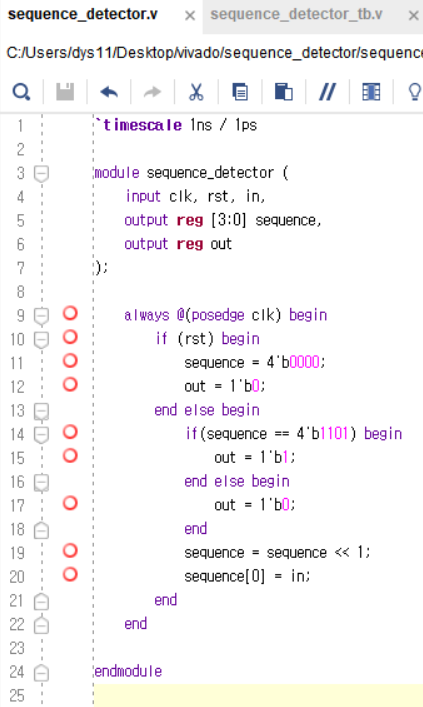 sequence_detector.v × sequence_detector_tb.v ×
C:/Users/dys11/Desktop/vivado/sequence_detector/sequence
1 `timescale 1ns / 1ps
2
3 module sequence_detector (
4 input clk, rst, in,
5 output reg [3:0] sequence,
6 output reg out
7 );
8
9 always @(posedge clk) begin
10 if (rst) begin
11 sequence = 4'b0000;
12 out = 1'b0;
13 end else begin
14 if(sequence == 4'b1101) begin
15 out = 1'b1;
16 end else begin
17 out = 1'b0;
18 end
19 sequence = sequence << 1;
20 sequence[0] = in;
21 end
22 end
23
24 endmodule
25